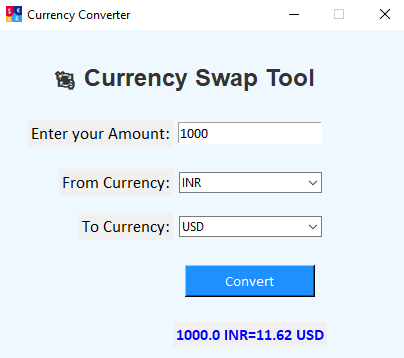 Currency Converter
Currency Swap Tool
Enter your Amount: 1000
From Currency: INR
To Currency: USD
Convert
1000.0 INR=11.62 USD